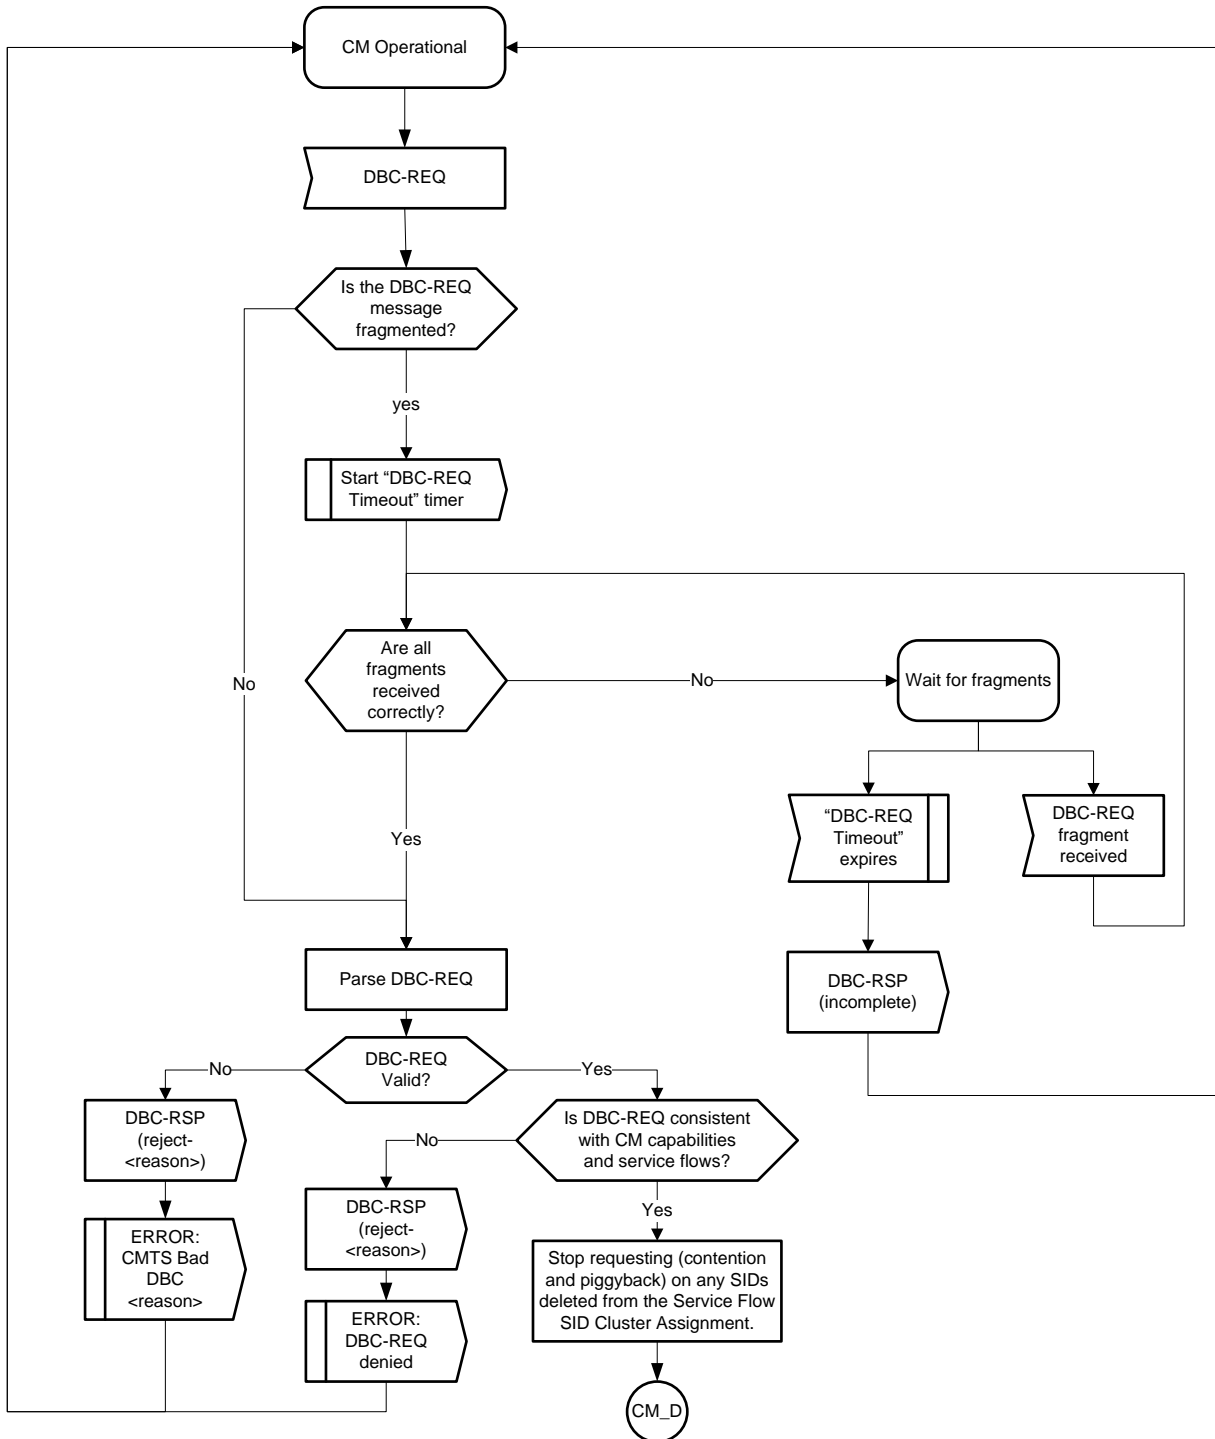 CM Operational
DBC-REQ
Is the DBC-REQ
message
fragmented?
yes
Start “DBC-REQ
Timeout” timer
Are all
fragments
received
correctly?
No
No
Wait for fragments
“DBC-REQ
Timeout”
expires
DBC-REQ
fragment
received
Yes
DBC-RSP
(incomplete)
Parse DBC-REQ
DBC-REQ
Valid?
No
Yes
DBC-RSP
(reject-
<reason>)
Is DBC-REQ consistent
with CM capabilities
and service flows?
No
Yes
DBC-RSP
(reject-
<reason>)
ERROR:
CMTS Bad
DBC
<reason>
Stop requesting (contention
and piggyback) on any SIDs
deleted from the Service Flow
SID Cluster Assignment.
ERROR:
DBC-REQ
denied
CM_D